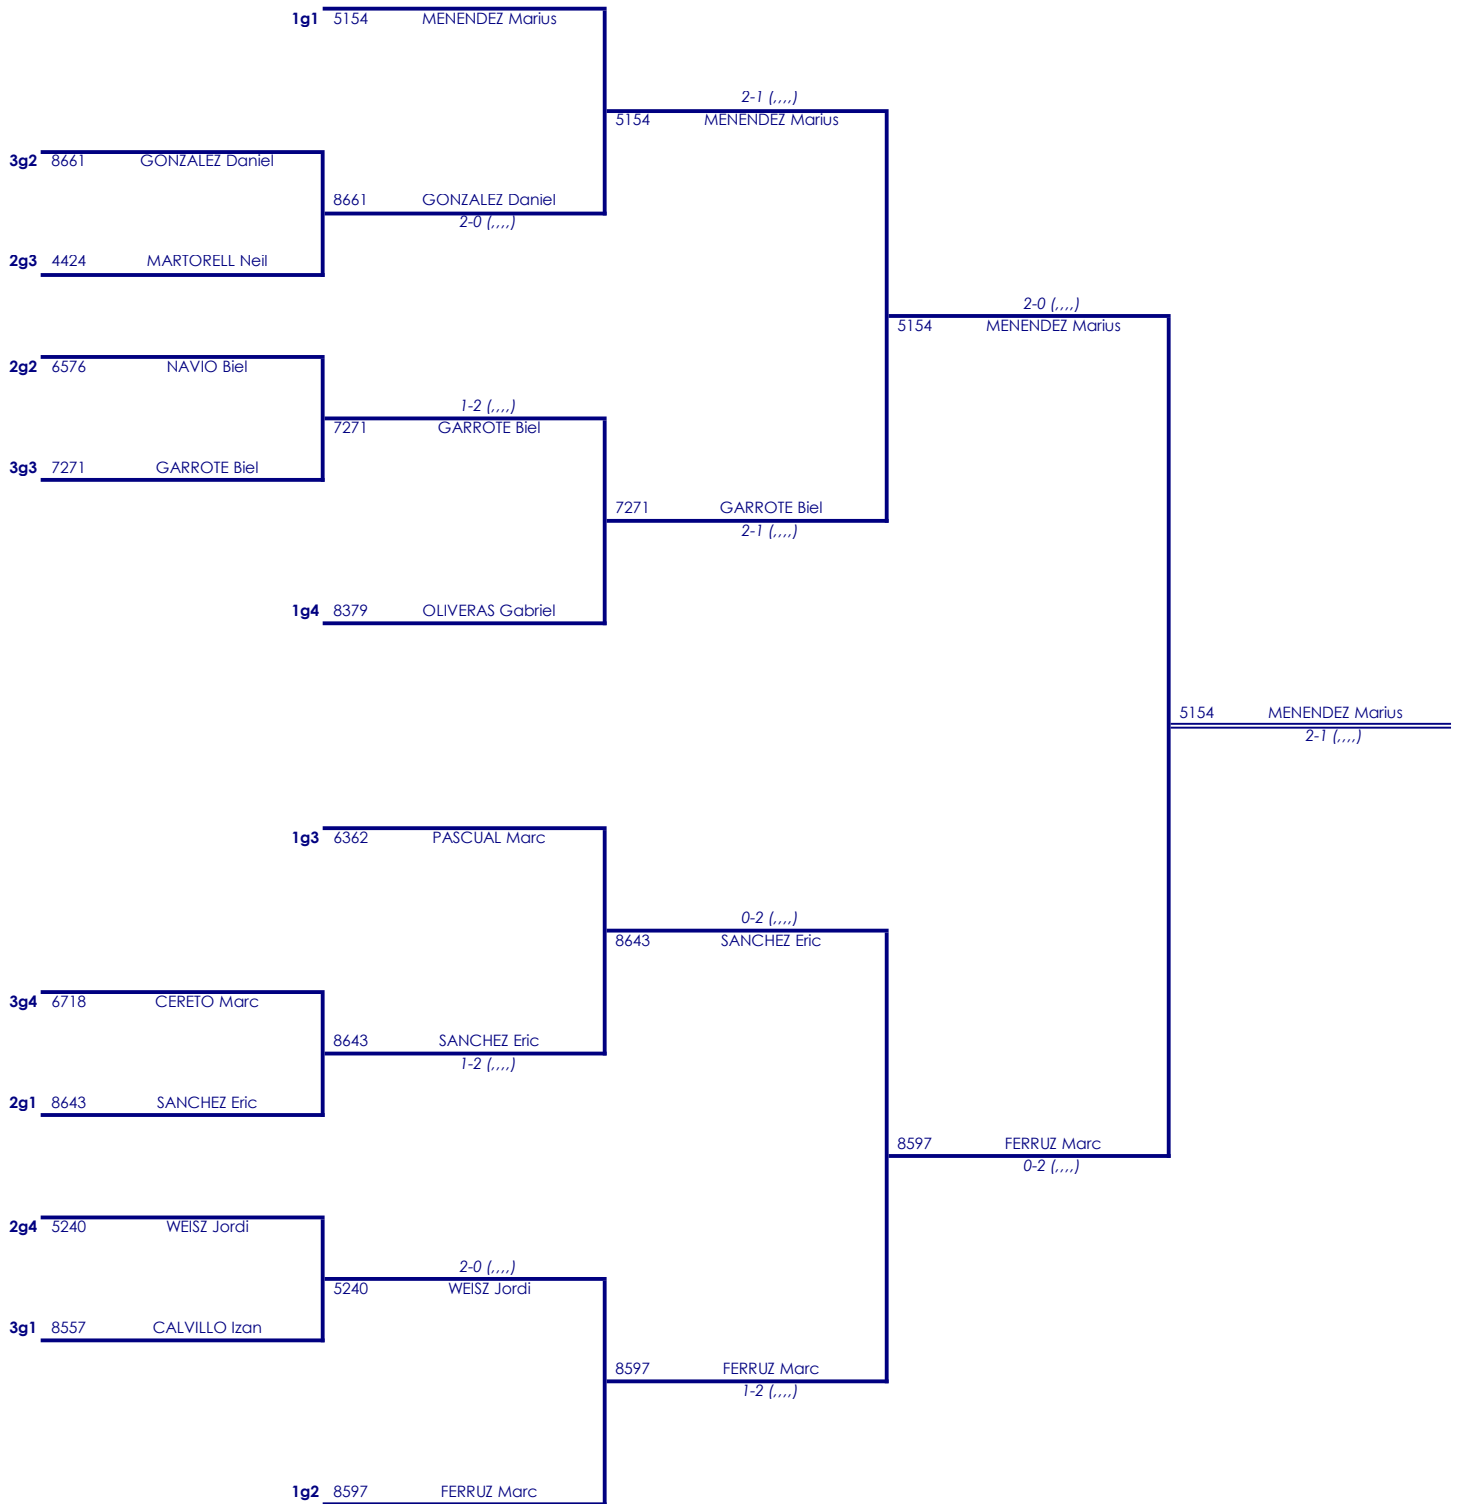 1g1 5154 MENENDEZ Marius
2-1 (,,,,)
5154 MENENDEZ Marius
3g2 8661 GONZALEZ Daniel
8661 GONZALEZ Daniel
2-0 (,,,,)
2g3 4424 MARTORELL Neil
2-0 (,,,,)
5154 MENENDEZ Marius
2g2 6576 NAVIO Biel
1-2 (,,,,)
7271 GARROTE Biel
3g3 7271 GARROTE Biel
7271 GARROTE Biel
2-1 (,,,,)
1g4 8379 OLIVERAS Gabriel
5154 MENENDEZ Marius
2-1 (,,,,)
1g3 6362 PASCUAL Marc
0-2 (,,,,)
8643 SANCHEZ Eric
3g4 6718 CERETO Marc
8643 SANCHEZ Eric
1-2 (,,,,)
2g1 8643 SANCHEZ Eric
8597 FERRUZ Marc
0-2 (,,,,)
2g4 5240 WEISZ Jordi
2-0 (,,,,)
5240 WEISZ Jordi
3g1 8557 CALVILLO Izan
8597 FERRUZ Marc
1-2 (,,,,)
1g2 8597 FERRUZ Marc